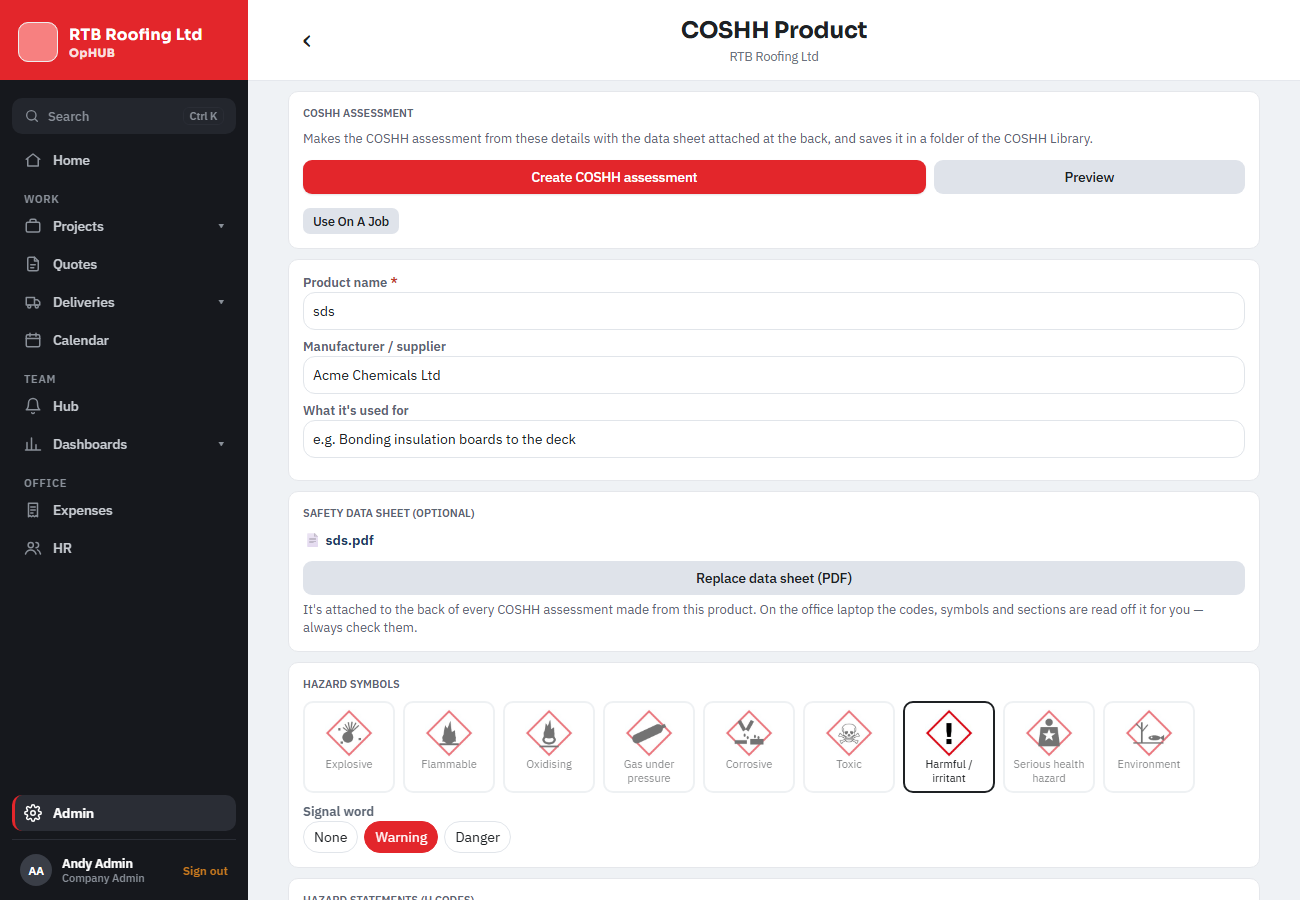 RTB Roofing Ltd
OpHUB
Search
Ctrl K
Home
WORK
Projects
Quotes
Deliveries
Calendar
TEAM
Hub
Dashboards
OFFICE
Expenses
HR
Admin
AA
Andy Admin
Company Admin
Sign out
COSHH Product
RTB Roofing Ltd
COSHH ASSESSMENT
Makes the COSHH assessment from these details with the data sheet attached at the back, and saves it in a folder of the COSHH Library.
Create COSHH assessment
Preview
Use On A Job
Product name *
sds
Manufacturer / supplier
Acme Chemicals Ltd
What it's used for
e.g. Bonding insulation boards to the deck
SAFETY DATA SHEET (OPTIONAL)
sds.pdf
Replace data sheet (PDF)
It's attached to the back of every COSHH assessment made from this product. On the office laptop the codes, symbols and sections are read off it for you —
always check them.
HAZARD SYMBOLS
Explosive
Flammable
Oxidising
Gas under
pressure
Corrosive
Toxic
Harmful /
irritant
Serious health
hazard
Environment
Signal word
None
Warning
Danger
HAZARD STATEMENTS (H CODES)